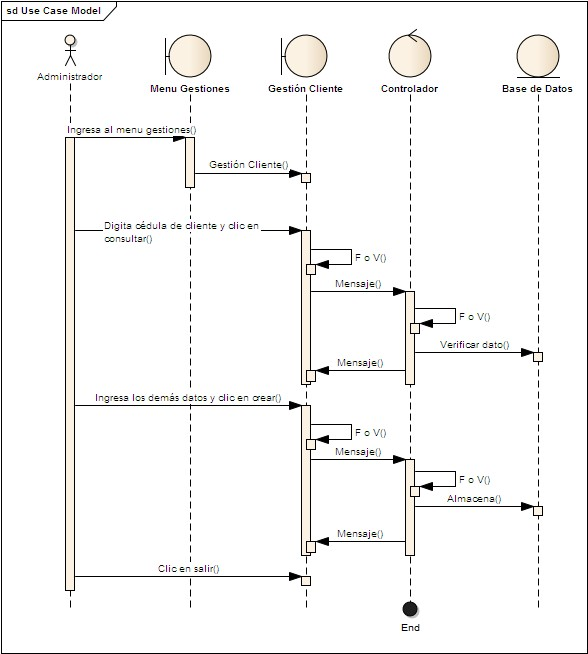 sd Use Case Model
Administrador
Menu Gestiones
Gestión Cliente
Controlador
Base de Datos
Ingresa al menu gestiones()
Gestión Cliente()
Digita cédula de cliente y clic en
consultar()
F o V()
Mensaje()
F o V()
Verificar dato()
Mensaje()
Ingresa los demás datos y clic en crear()
F o V()
Mensaje()
F o V()
Almacena()
Mensaje()
Clic en salir()
End